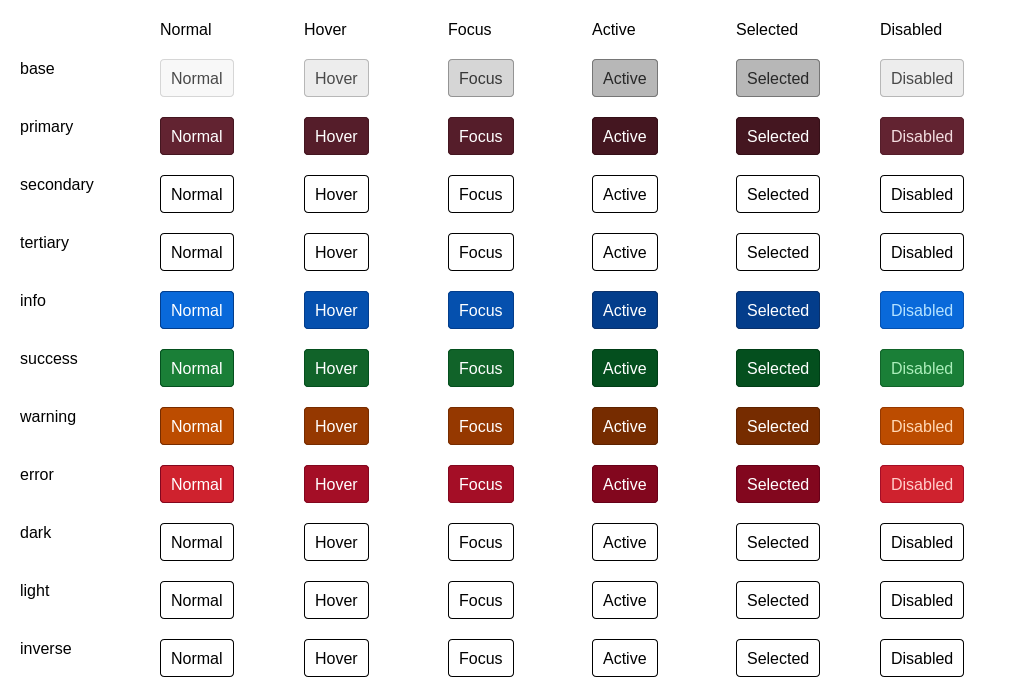 Normal Hover Focus Active Selected Disabled
base Normal Hover Focus Active Selected Disabled
primary Normal Hover Focus Active Selected Disabled
secondary Normal Hover Focus Active Selected Disabled
tertiary Normal Hover Focus Active Selected Disabled
info Normal Hover Focus Active Selected Disabled
success Normal Hover Focus Active Selected Disabled
warning Normal Hover Focus Active Selected Disabled
error Normal Hover Focus Active Selected Disabled
dark Normal Hover Focus Active Selected Disabled
light Normal Hover Focus Active Selected Disabled
inverse Normal Hover Focus Active Selected Disabled